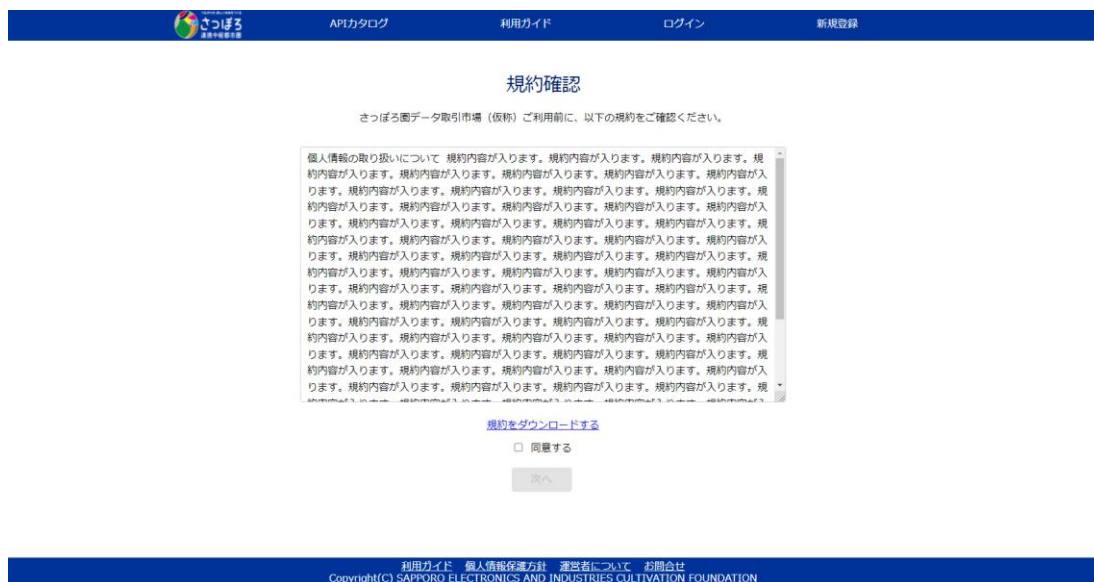 さっぽろ
連携中枢都市圏
APIカタログ
利用ガイド
ログイン
新規登録
規約確認
さっぽろ圏データ取引市場（仮称）ご利用前に、以下の規約をご確認ください。
個人情報の取り扱いについて 規約内容が入ります。規約内容が入ります。規約内容が入ります。規
約内容が入ります。規約内容が入ります。規約内容が入ります。規約内容が入ります。規約内容が入
ります。規約内容が入ります。規約内容が入ります。規約内容が入ります。規約内容が入ります。規
約内容が入ります。規約内容が入ります。規約内容が入ります。規約内容が入ります。規約内容が入
ります。規約内容が入ります。規約内容が入ります。規約内容が入ります。規約内容が入ります。規
約内容が入ります。規約内容が入ります。規約内容が入ります。規約内容が入ります。規約内容が入
ります。規約内容が入ります。規約内容が入ります。規約内容が入ります。規約内容が入ります。規
約内容が入ります。規約内容が入ります。規約内容が入ります。規約内容が入ります。規約内容が入
ります。規約内容が入ります。規約内容が入ります。規約内容が入ります。規約内容が入ります。規
約内容が入ります。規約内容が入ります。規約内容が入ります。規約内容が入ります。規約内容が入
ります。規約内容が入ります。規約内容が入ります。規約内容が入ります。規約内容が入ります。規
約内容が入ります。規約内容が入ります。規約内容が入ります。規約内容が入ります。規約内容が入
ります。規約内容が入ります。規約内容が入ります。規約内容が入ります。規約内容が入ります。規
約内容が入ります。規約内容が入ります。規約内容が入ります。規約内容が入ります。規約内容が入
ります。規約内容が入ります。規約内容が入ります。規約内容が入ります。規約内容が入ります。規
規約をダウンロードする
同意する
次へ
利用ガイド 個人情報保護方針 運営者について お問合せ
Copyright(C) SAPPORO ELECTRONICS AND INDUSTRIES CULTIVATION FOUNDATION